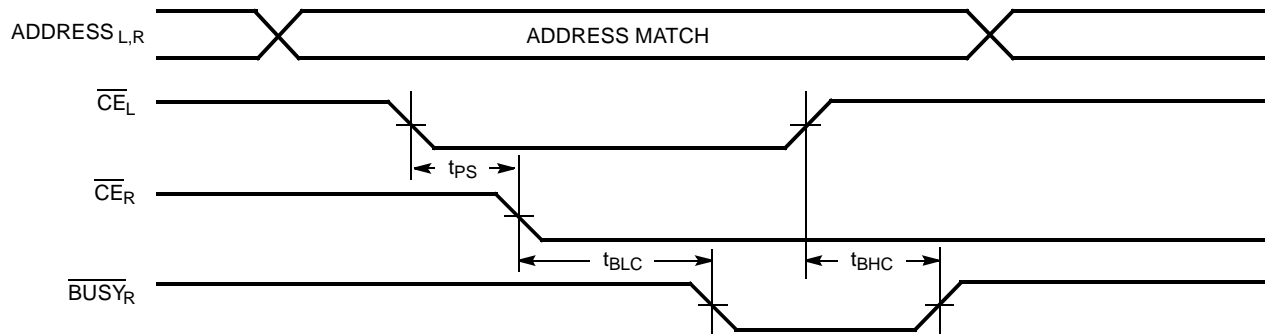 ADDRESS L,R
ADDRESS MATCH
CEL
tPS
CER
tBLC
tBHC
BUSYR